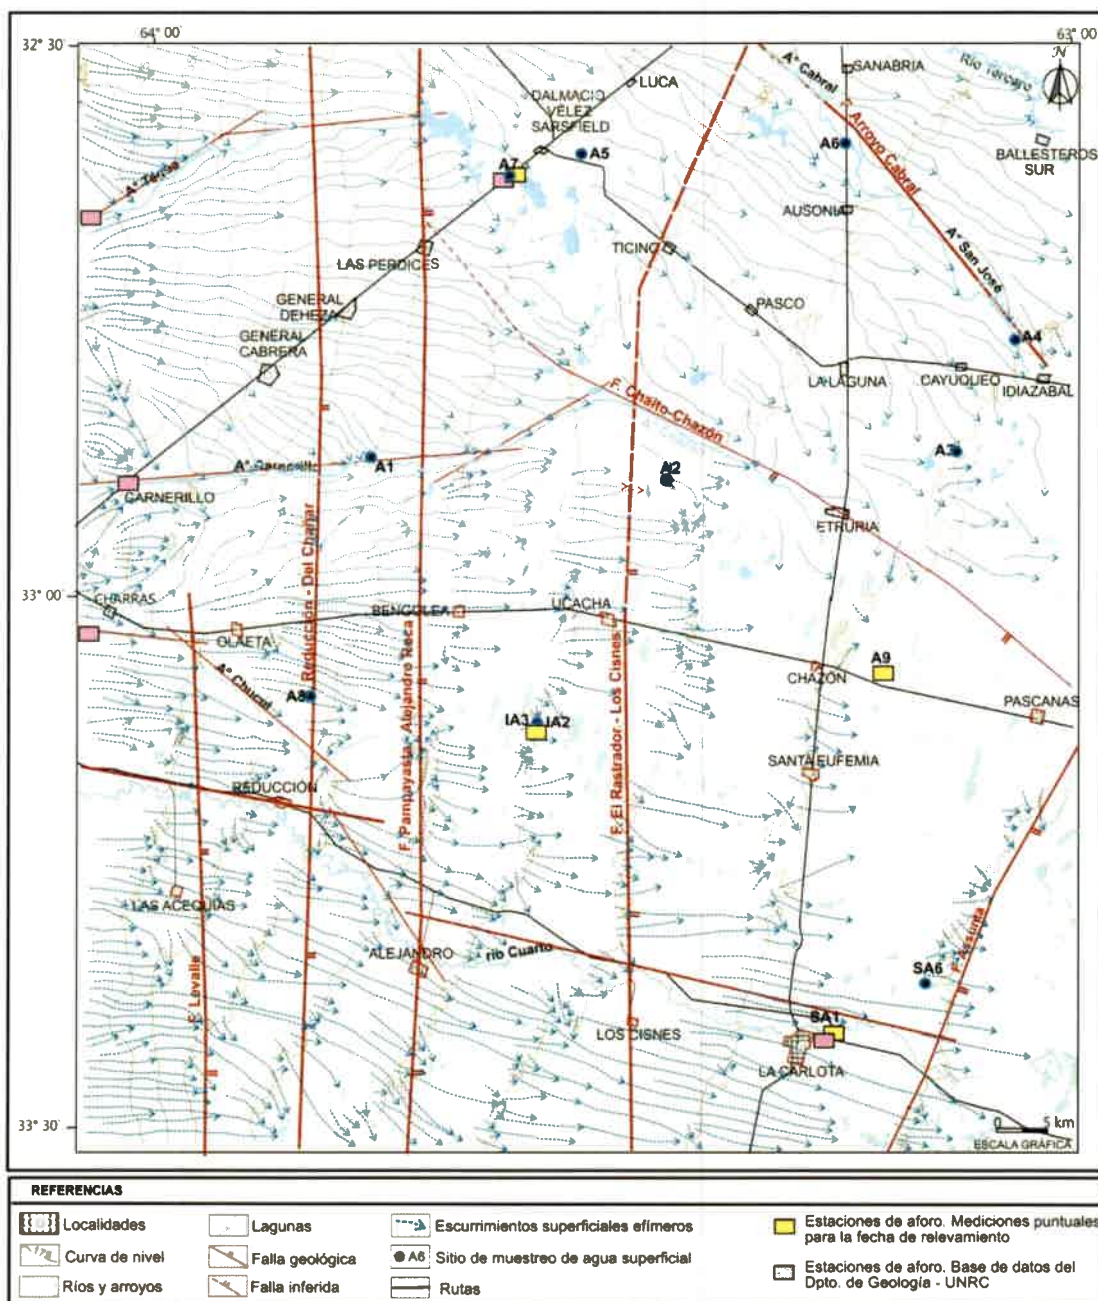 64° 00'
63° 00'
32° 30'
N
SANABRIA
Río Tercero
A° Cabral
LUCA
DALMACIO
VÉLEZ
SARSFIELD
F. Arroyo Cabral
A6
A5
BALLESTEROS
SUR
A7
A° Tegua
AUSONIA
A° San José
TICINO
LAS PERDICES
GENERAL
DEHEZA
PASCO
GENERAL
CABRERA
A4
LA LAGUNA
CAYUQUEO
IDIAZABAL
F. Chaito-Chazón
A3
A° Carnerillo
A1
A2
CARNERILLO
ETRURIA
Reducción - Del Chañar
33° 00'
CHARRAS
BENGOLEA
UCACHA
OLAETA
F. Pampayasta - Alejandro Roca
F. El Rastrador - Los Cisnes
A9
CHAZÓN
A° Chucul
A8
PASCANAS
IA3
IA2
SANTA EUFEMIA
REDUCCIÓN
LAS ACEQUIAS
F. Assunta
ALEJANDRO
río Cuarto
F. Levalle
SA6
SA1
LOS CISNES
LA CARLOTA
33° 30'
0 5 km
ESCALA GRÁFICA
REFERENCIAS
Localidades
Lagunas
Escurrimientos superficiales efímeros
Estaciones de aforo. Mediciones puntuales
para la fecha de relevamiento
Curva de nivel
Falla geológica
A6 Sitio de muestreo de agua superficial
Ríos y arroyos
Falla inferida
Rutas
Estaciones de aforo. Base de datos del
Dpto. de Geología - UNRC